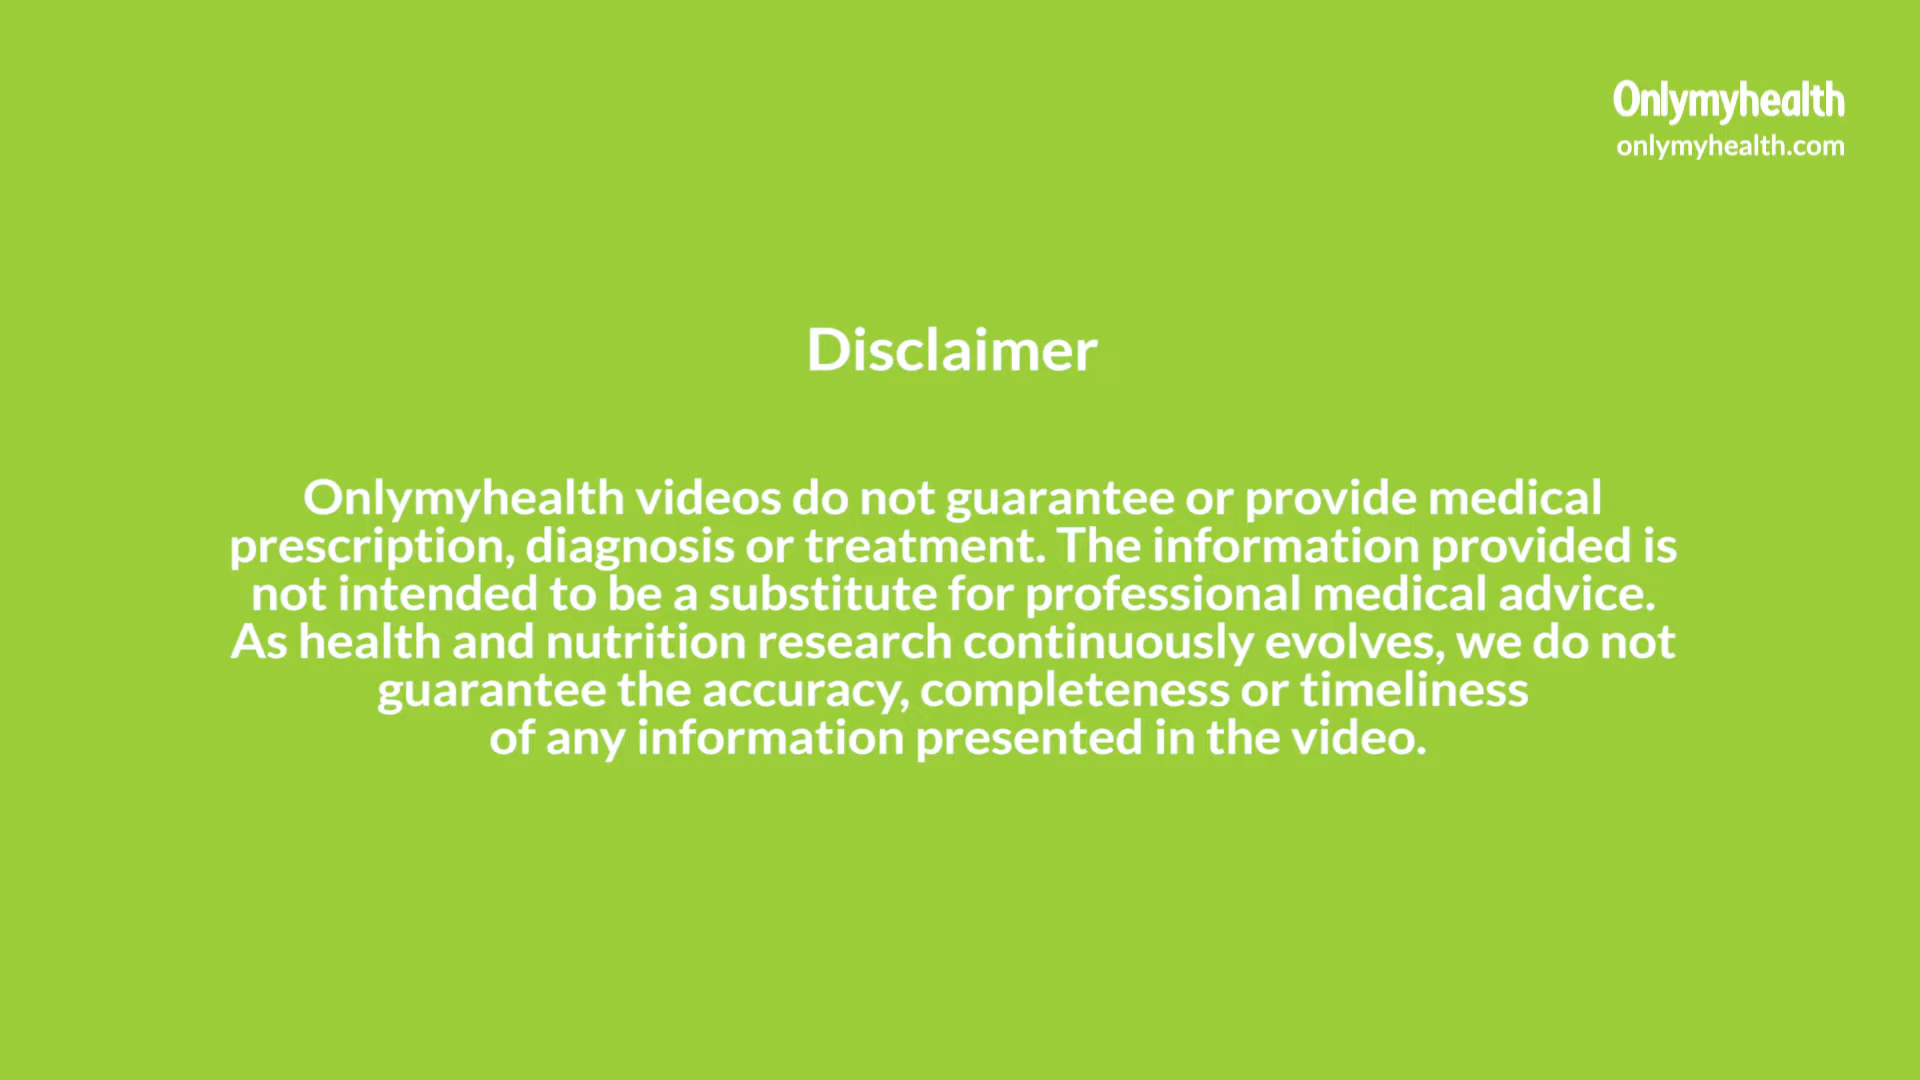 Onlymyhealth
onlymyhealth.com
Disclaimer
Onlymyhealth videos do not guarantee or provide medical
prescription, diagnosis or treatment. The information provided is
not intended to be a substitute for professional medical advice.
As health and nutrition research continuously evolves, we do not
guarantee the accuracy, completeness or timeliness
of any information presented in the video.